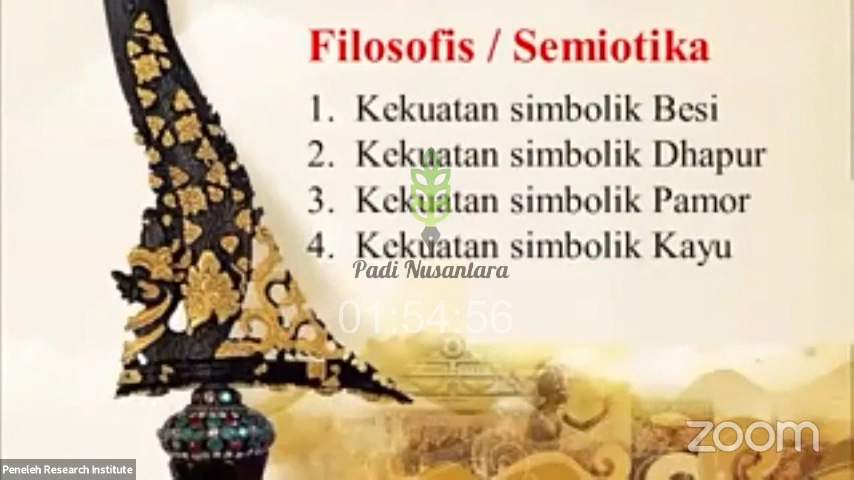 Filosofis / Semiotika
1. Kekuatan simbolik Besi
2. Kekuatan simbolik Dhapur
3. Kekuatan simbolik Pamor
4. Kekuatan simbolik Kayu
Padi Nusantara
01:54:56
zoom
Peneleh Research Institute